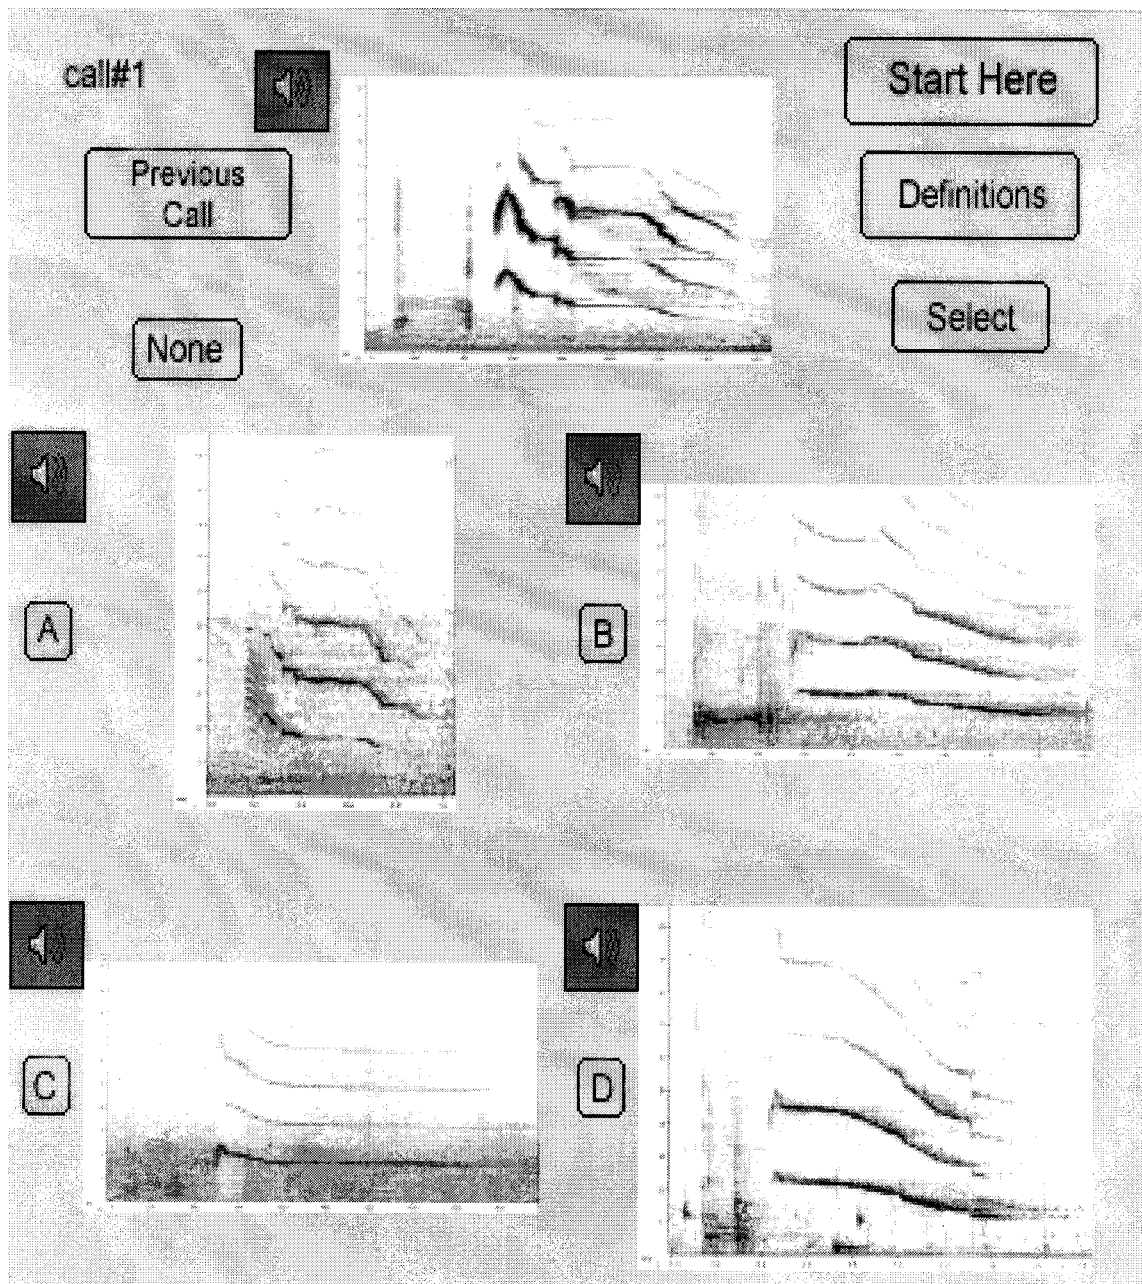 call#1
Start Here
Previous
Call
Definitions
Select
None
A
B
C
D